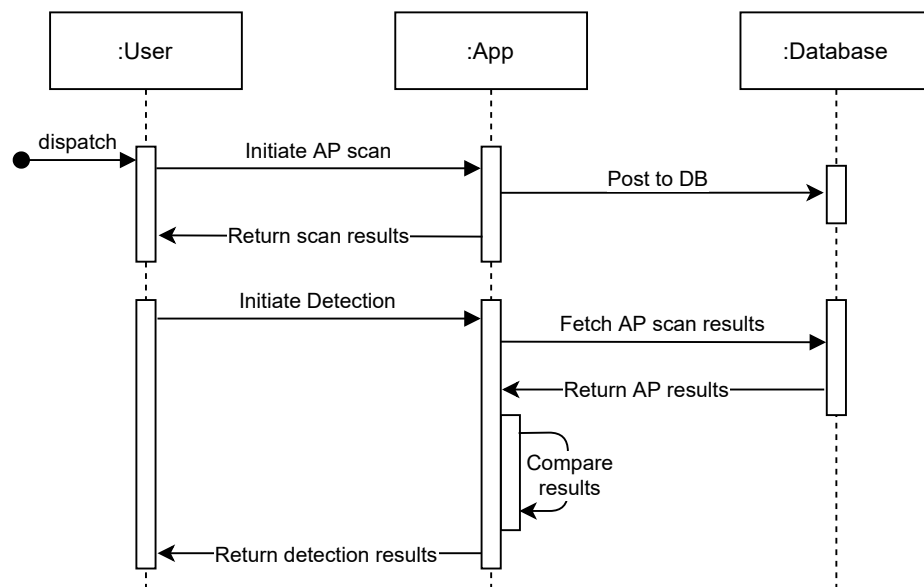 :User
:App
:Database
dispatch
Initiate AP scan
Post to DB
Return scan results
Initiate Detection
Fetch AP scan results
Return AP results
Compare
results
Return detection results